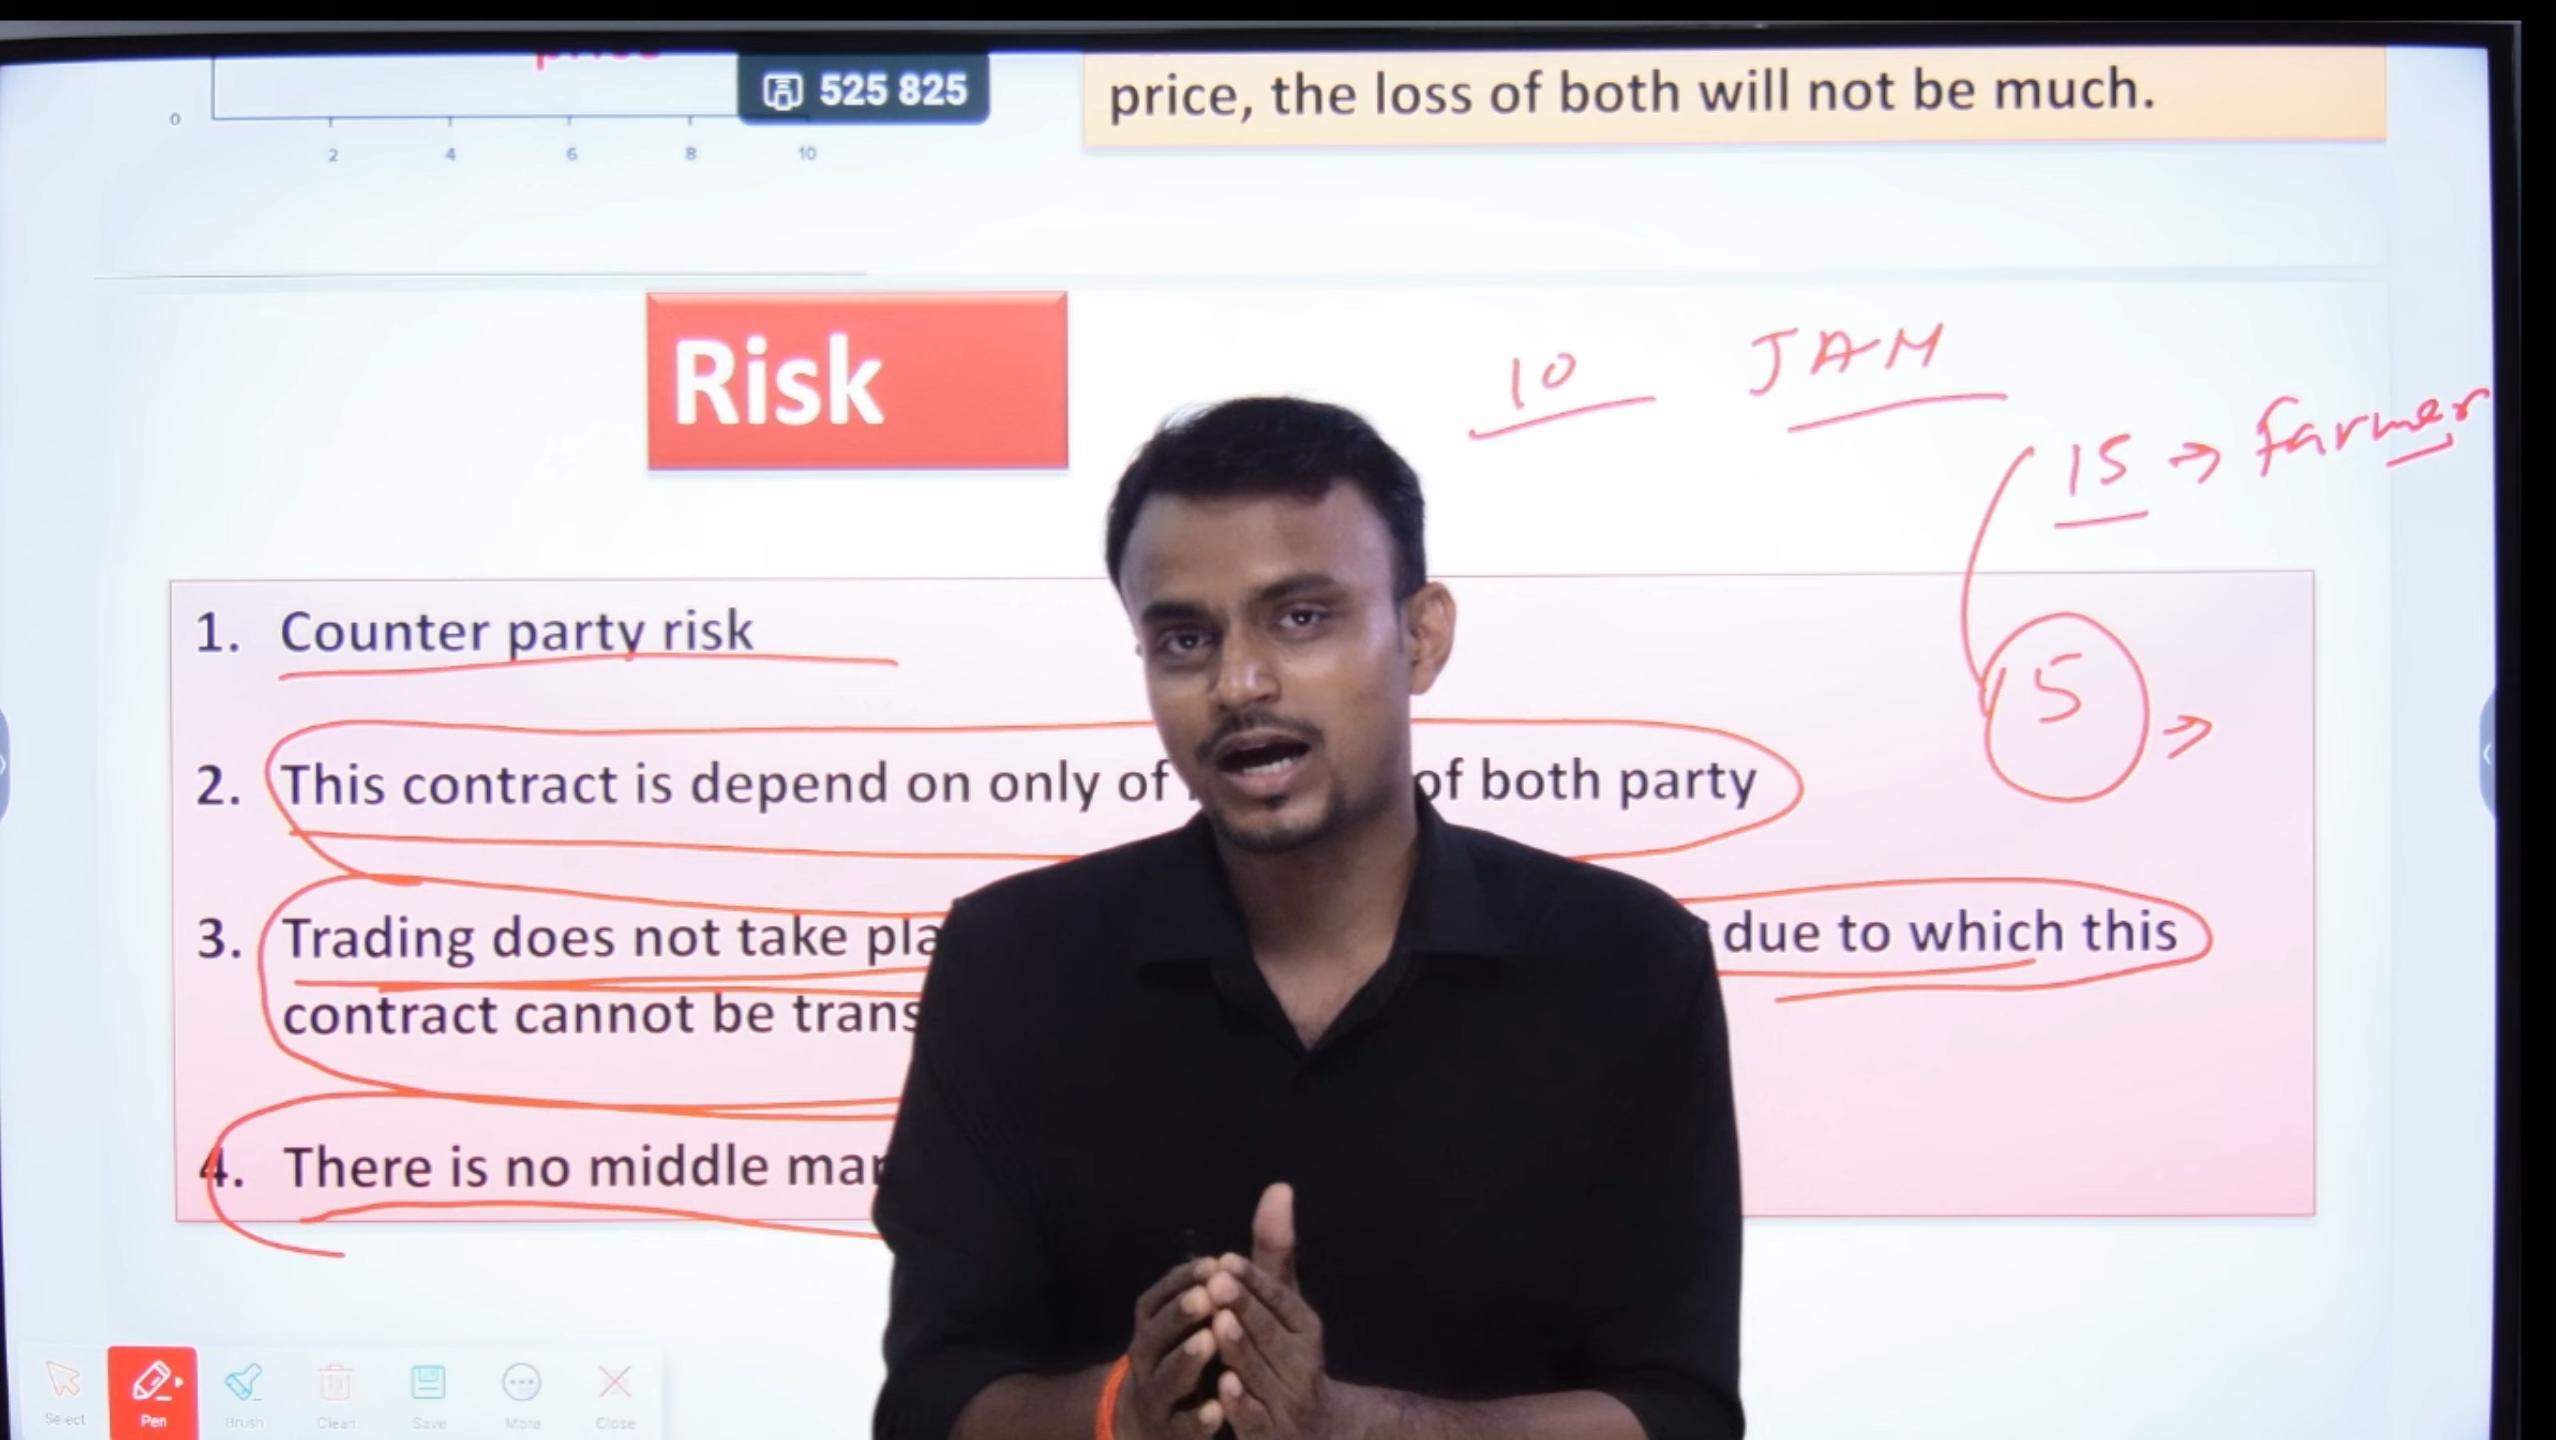 525 825
price, the loss of both will not be much.
0
2 4 6 8 10
Risk
10 JAM
15 → farmer
15 →
1. Counter party risk
2. This contract is depend on only of of both party
3. Trading does not take due to which this
contract cannot be
4. There is no middle
Select Pen Brush Clean Save More Close